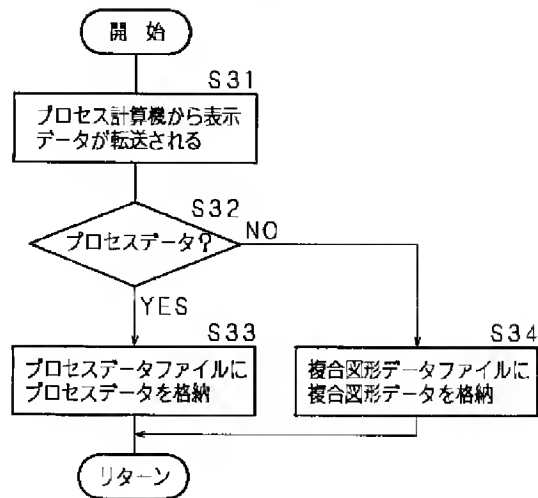 開 始
S31
プロセス計算機から表示
データが転送される
S32
プロセスデータ?
NO
YES
S33
プロセスデータファイルに
プロセスデータを格納
S34
複合図形データファイルに
複合図形データを格納
リターン